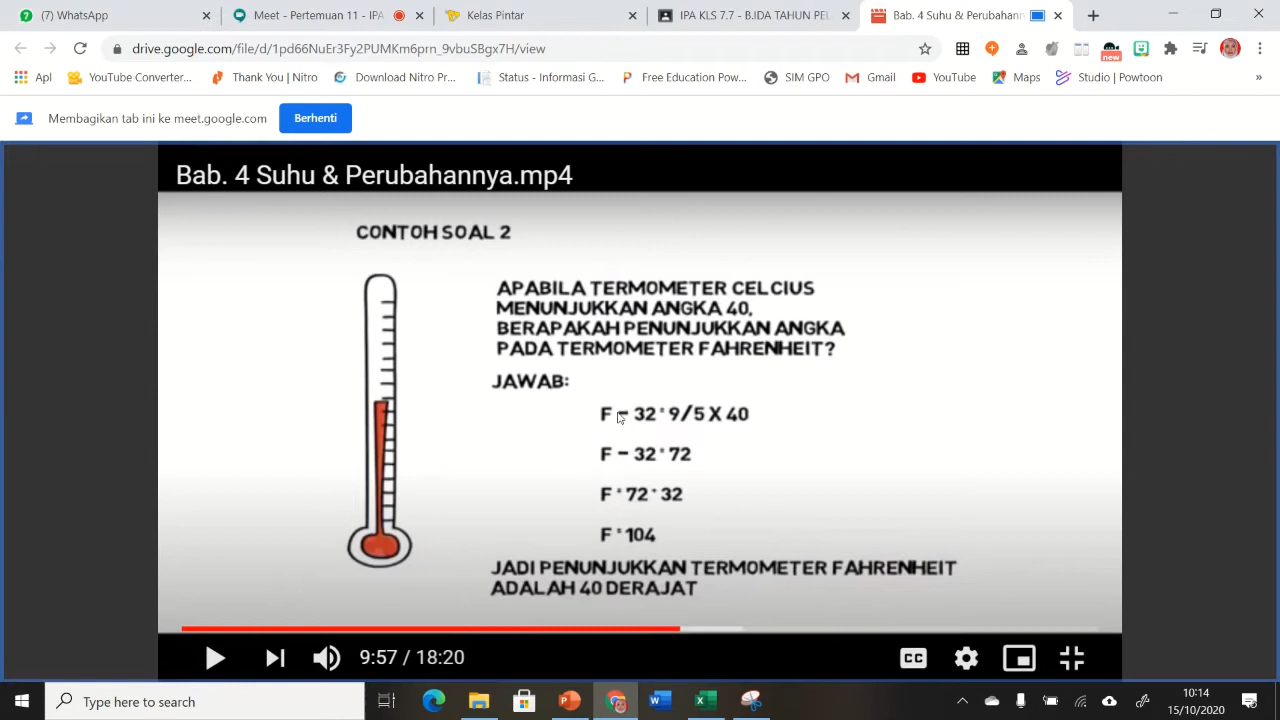 (7) WhatsApp
Meet - Pertemuan 11 - IPA
Kelas Pintar
IPA KLS 7.7 - BJDA TAHUN PEL
Bab. 4 Suhu & Perubahann
drive.google.com/file/d/1pd66NuEr3Fy2PUMKm6prn_9vbuSBgx7H/view
new
Apl
YouTube Converter...
Thank You | Nitro
Download Nitro Pr...
Status - Informasi G...
Free Education Pow...
SIM GPO
Gmail
YouTube
Maps
Studio | Powtoon
»
Membagikan tab ini ke meet.google.com
Berhenti
Bab. 4 Suhu & Perubahannya.mp4
CONTOH SOAL 2
APABILA TERMOMETER CELCIUS
MENUNJUKKAN ANGKA 40,
BERAPAKAH PENUNJUKKAN ANGKA
PADA TERMOMETER FAHRENHEIT?
JAWAB:
F - 32 = 9/5 X 40
F - 32 = 72
F = 72 + 32
F = 104
JADI PENUNJUKKAN TERMOMETER FAHRENHEIT
ADALAH 40 DERAJAT
9:57 / 18:20
CC
Type here to search
10:14
15/10/2020